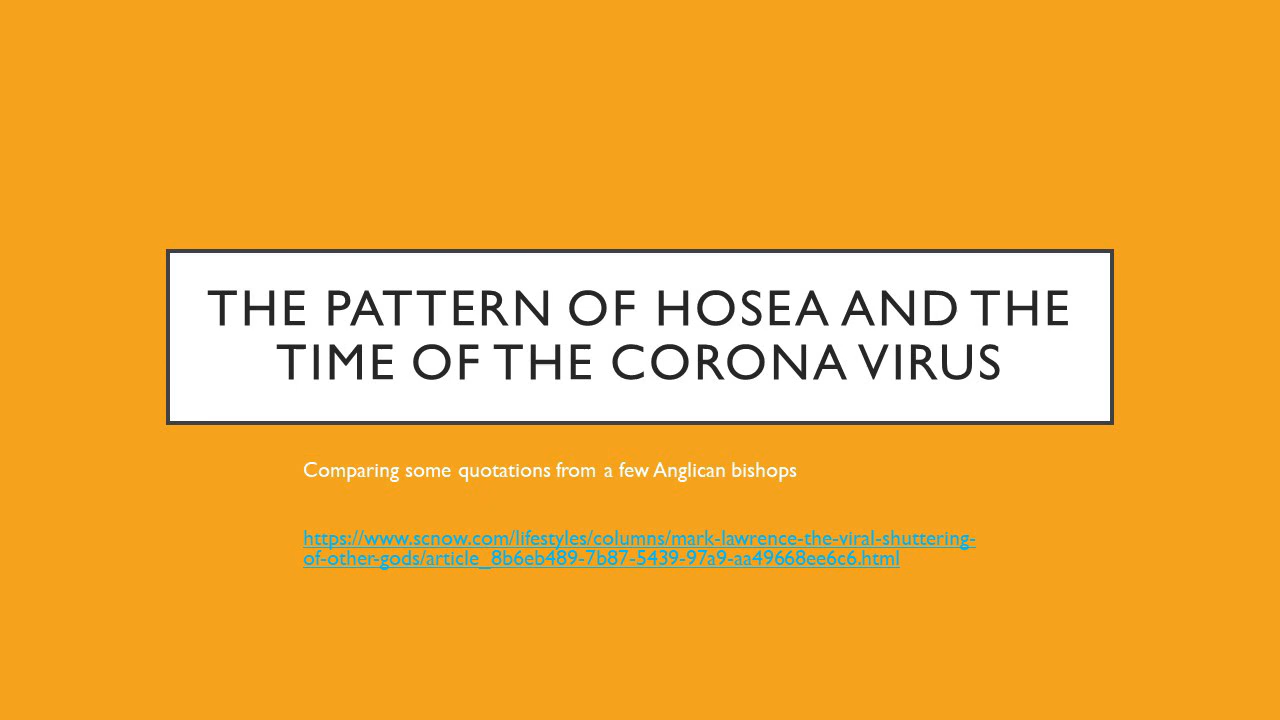 THE PATTERN OF HOSEA AND THE
TIME OF THE CORONA VIRUS
Comparing some quotations from a few Anglican bishops
https://www.scnow.com/lifestyles/columns/mark-lawrence-the-viral-shuttering-
of-other-gods/article_8b6eb489-7b87-5439-97a9-aa49668ee6c6.html